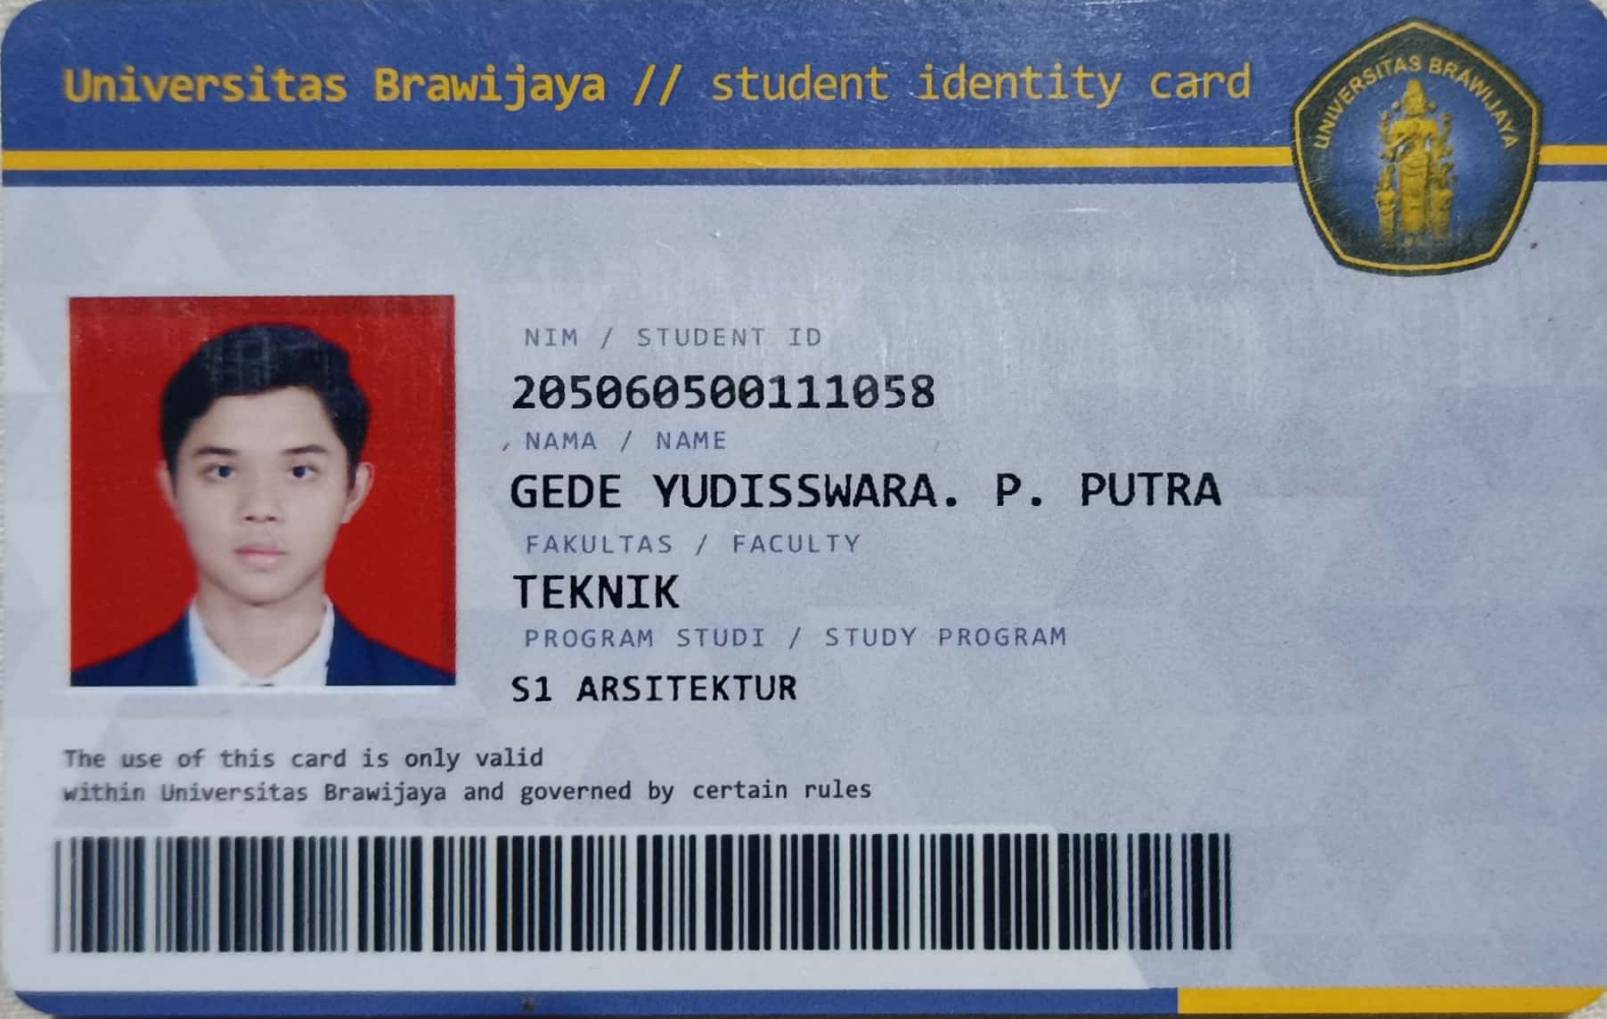 Universitas Brawijaya // student identity card
UNIVERSITAS BRAWIJAYA
NIM / STUDENT ID
205060500111058
NAMA / NAME
GEDE YUDISSWARA. P. PUTRA
FAKULTAS / FACULTY
TEKNIK
PROGRAM STUDI / STUDY PROGRAM
S1 ARSITEKTUR
The use of this card is only valid
within Universitas Brawijaya and governed by certain rules